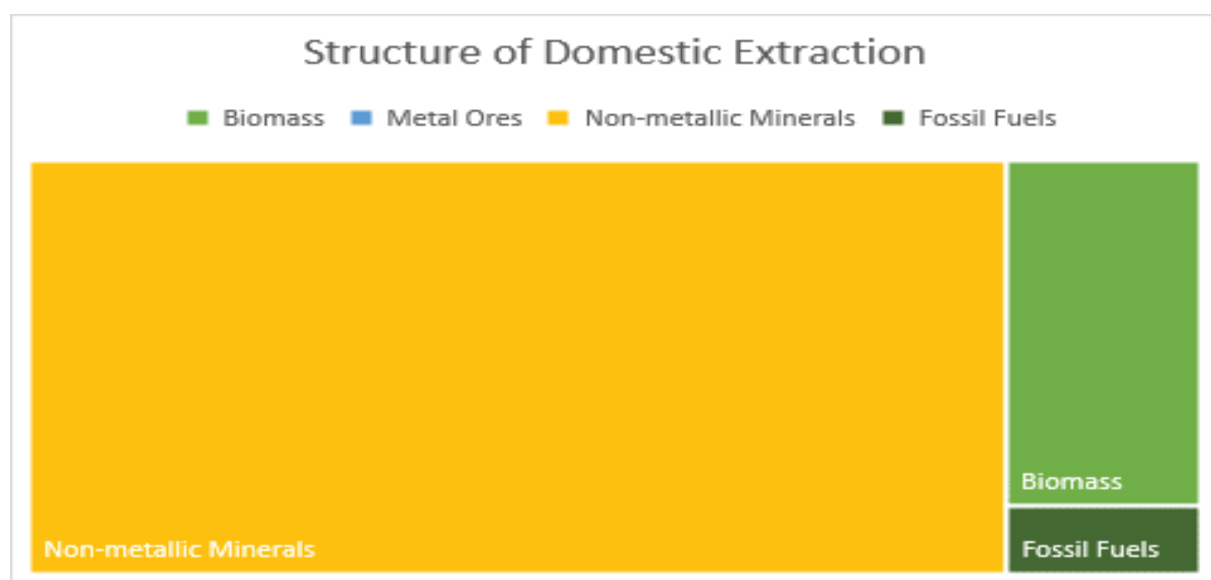 Structure of Domestic Extraction
Biomass Metal Ores Non-metallic Minerals Fossil Fuels
Biomass
Non-metallic Minerals Fossil Fuels